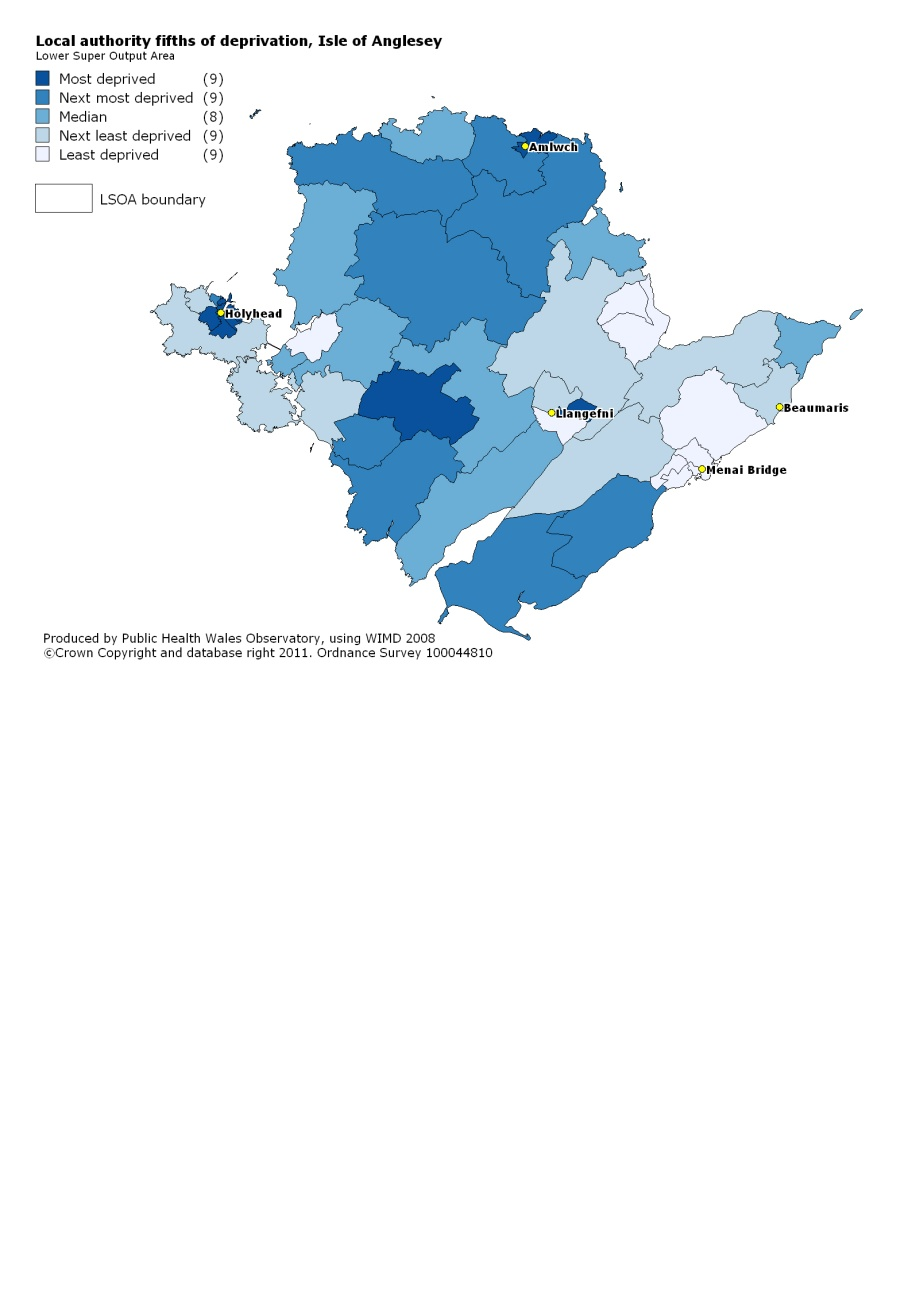 Local authority fifths of deprivation, Isle of Anglesey
Lower Super Output Area
Most deprived (9)
Next most deprived (9)
Median (8)
Next least deprived (9)
Least deprived (9)
LSOA boundary
Amlwch
Holyhead
Llangefni
Beaumaris
Menai Bridge
Produced by Public Health Wales Observatory, using WIMD 2008
©Crown Copyright and database right 2011. Ordnance Survey 100044810